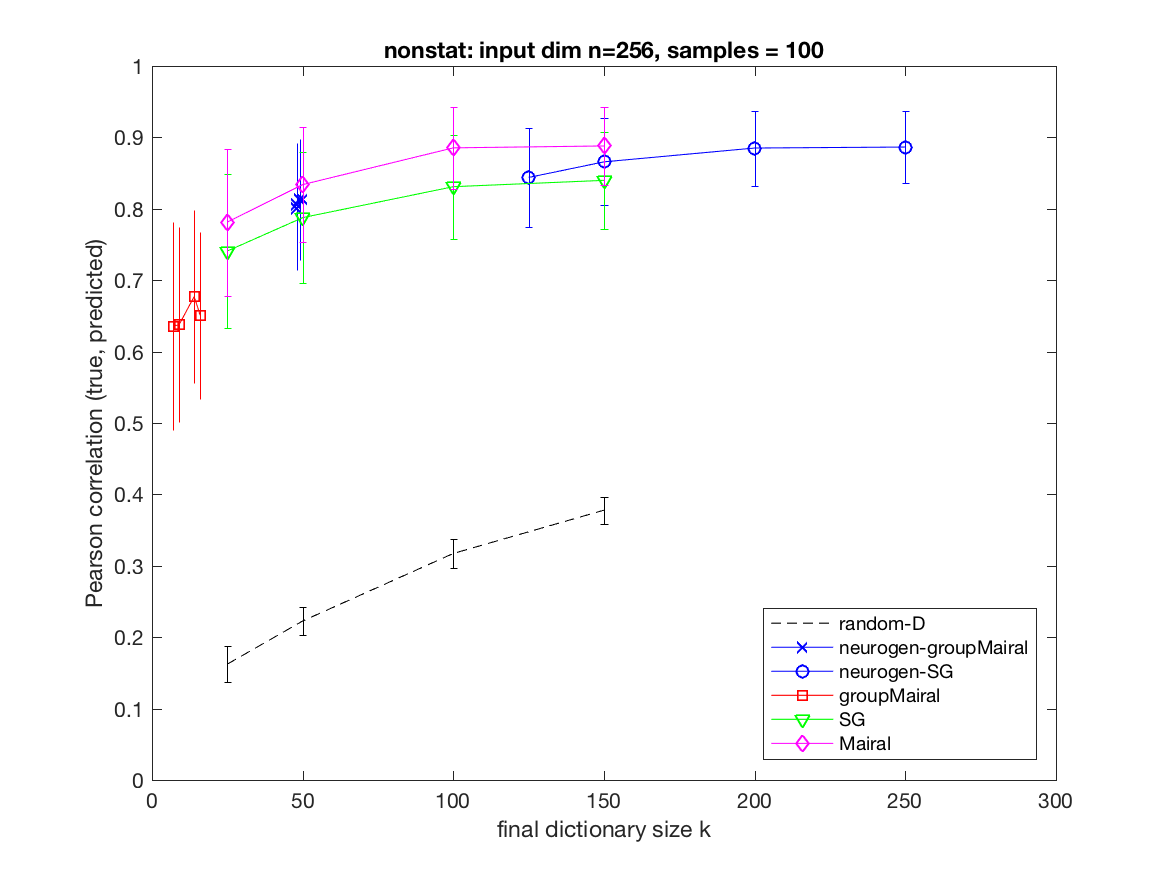 nonstat: input dim n=256, samples = 100
Pearson correlation (true, predicted)
1
0.9
0.8
0.7
0.6
0.5
0.4
0.3
0.2
0.1
0
0 50 100 150 200 250 300
final dictionary size k
random-D
neurogen-groupMairal
neurogen-SG
groupMairal
SG
Mairal